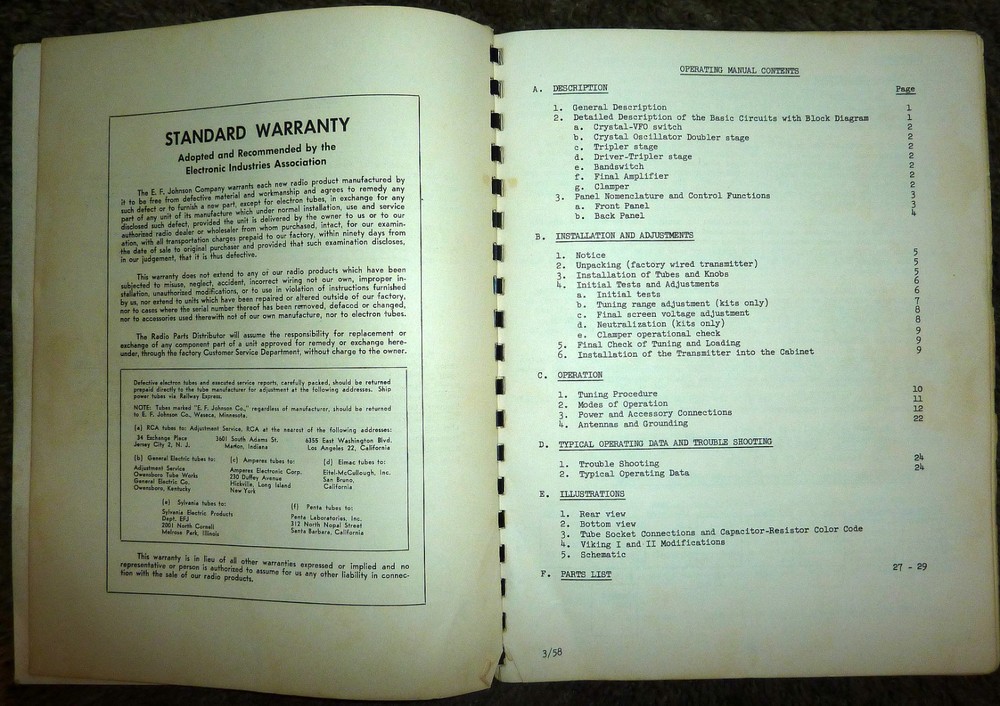 STANDARD WARRANTY
Adopted and Recommended by the
Electronic Industries Association
The E. F. Johnson Company warrants each new radio product manufactured by
it to be free from defective material and workmanship and agrees to remedy any
such defect or to furnish a new part, except for electron tubes, in exchange for any
part of any unit of its manufacture which under normal installation, use and service
disclosed such defect, provided the unit is delivered by the owner to us or to our
authorized radio dealer or wholesaler from whom purchased, intact, for our examin-
ation, with all transportation charges prepaid to our factory, within ninety days from
the date of sale to original purchaser and provided that such examination discloses,
in our judgement, that it is thus defective.
This warranty does not extend to any of our radio products which have been
subjected to misuse, neglect, accident, incorrect wiring not our own, improper in-
stallation, unauthorized modifications, or to use in violation of instructions furnished
by us, nor extend to units which have been repaired or altered outside of our factory,
nor to cases where the serial number thereof has been removed, defaced or changed,
nor to accessories used therewith not of our own manufacture, nor to electron tubes.
The Radio Parts Distributor will assume the responsibility for replacement or
exchange of any component part of a unit approved for remedy or exchange here-
under, through the factory Customer Service Department, without charge to the owner.
Defective electron tubes and executed service reports, carefully packed, should be returned
prepaid directly to the tube manufacturer for adjustment at the following addresses. Ship
power tubes via Railway Express.
NOTE: Tubes marked "E. F. Johnson Co.," regardless of manufacturer, should be returned
to E. F. Johnson Co., Waseca, Minnesota.
(a) RCA tubes to: Adjustment Service, RCA at the nearest of the following addresses:
34 Exchange Place 3601 South Adams St. 6355 East Washington Blvd.
Jersey City 2, N. J. Marion, Indiana Los Angeles 22, California
(b) General Electric tubes to: (c) Amperex tubes to: (d) Eimac tubes to:
Adjustment Service Amperex Electronic Corp. Eitel-McCullough, Inc.
Owensboro Tube Works 230 Duffey Avenue San Bruno,
General Electric Co. Hicksville, Long Island California
Owensboro, Kentucky New York
(e) Sylvania tubes to: (f) Penta tubes to:
Sylvania Electric Products Penta Laboratories, Inc.
Dept. EFJ 312 North Nopal Street
2001 North Cornell Santa Barbara, California
Melrose Park, Illinois
This warranty is in lieu of all other warranties expressed or implied and no
representative or person is authorized to assume for us any other liability in connec-
tion with the sale of our radio products.
OPERATING MANUAL CONTENTS
A. DESCRIPTION Page
1. General Description 1
2. Detailed Description of the Basic Circuits with Block Diagram 1
a. Crystal-VFO switch 2
b. Crystal Oscillator Doubler stage 2
c. Tripler stage 2
d. Driver-Tripler stage 2
e. Bandswitch 2
f. Final Amplifier 2
g. Clamper 2
3. Panel Nomenclature and Control Functions 3
a. Front Panel 3
b. Back Panel 4
B. INSTALLATION AND ADJUSTMENTS
1. Notice 5
2. Unpacking (factory wired transmitter) 5
3. Installation of Tubes and Knobs 5
4. Initial Tests and Adjustments 6
a. Initial tests 6
b. Tuning range adjustment (kits only) 7
c. Final screen voltage adjustment 8
d. Neutralization (kits only) 8
e. Clamper operational check 9
5. Final Check of Tuning and Loading 9
6. Installation of the Transmitter into the Cabinet 9
C. OPERATION
1. Tuning Procedure 10
2. Modes of Operation 11
3. Power and Accessory Connections 12
4. Antennas and Grounding 22
D. TYPICAL OPERATING DATA AND TROUBLE SHOOTING
1. Trouble Shooting 24
2. Typical Operating Data 24
E. ILLUSTRATIONS
1. Rear view
2. Bottom view
3. Tube Socket Connections and Capacitor-Resistor Color Code
4. Viking I and II Modifications
5. Schematic
F. PARTS LIST 27 - 29
3/58